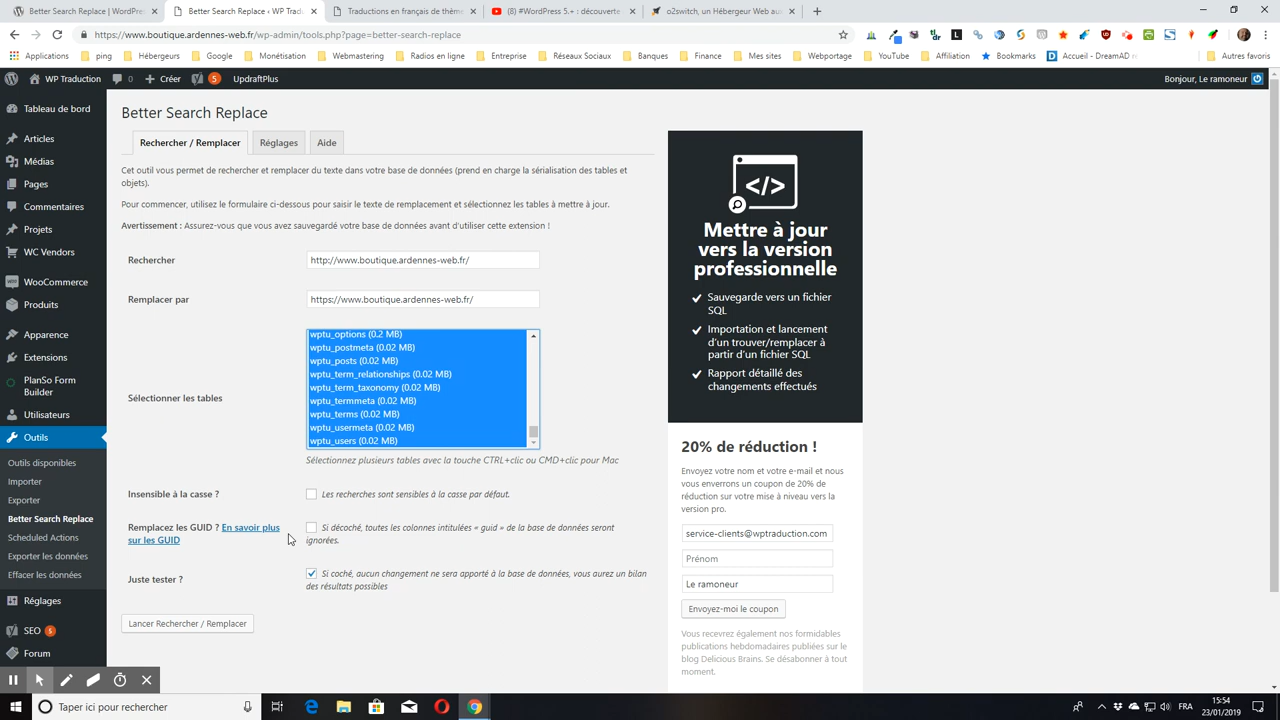 Better Search Replace | WordPress
Better Search Replace ‹ WP Tradu
Traductions en français de thème
(8) #WordPress 5.+ : découverte
o2switch, un Hébergeur Web au
https://www.boutique.ardennes-web.fr/wp-admin/tools.php?page=better-search-replace
Applications ping Hébergeurs Google Monétisation Webmastering Radios en ligne Entreprise Réseaux Sociaux Banques Finance Mes sites Webportage YouTube Affiliation Bookmarks Accueil - DreamAD Autres favoris
WP Traduction 0 Créer 5 UpdraftPlus Bonjour, Le ramoneur
Tableau de bord
Articles
Médias
Pages
Commentaires
Projets
WC Vendors
WooCommerce
Produits
Apparence
Extensions
PlanSo Form
Builder
Utilisateurs
Outils
Outils disponibles
Importer
Exporter
Better Search Replace
Scheduled Actions
Exporter les données
Effacer les données
Réglages
SEO 5
Forum
Better Search Replace
Rechercher / Remplacer Réglages Aide
Cet outil vous permet de rechercher et remplacer du texte dans votre base de données (prend en charge la sérialisation des tables et
objets).
Pour commencer, utilisez le formulaire ci-dessous pour saisir le texte de remplacement et sélectionnez les tables à mettre à jour.
Avertissement : Assurez-vous que vous avez sauvegardé votre base de données avant d'utiliser cette extension !
Rechercher http://www.boutique.ardennes-web.fr/
Remplacer par https://www.boutique.ardennes-web.fr/
Sélectionner les tables
wptu_options (0.2 MB)
wptu_postmeta (0.02 MB)
wptu_posts (0.02 MB)
wptu_term_relationships (0.02 MB)
wptu_term_taxonomy (0.02 MB)
wptu_termmeta (0.02 MB)
wptu_terms (0.02 MB)
wptu_usermeta (0.02 MB)
wptu_users (0.02 MB)
Sélectionnez plusieurs tables avec la touche CTRL+clic ou CMD+clic pour Mac
Insensible à la casse ? Les recherches sont sensibles à la casse par défaut.
Remplacez les GUID ? En savoir plus
sur les GUID
Si décoché, toutes les colonnes intitulées « guid » de la base de données seront
ignorées.
Juste tester ?
Si coché, aucun changement ne sera apporté à la base de données, vous aurez un bilan
des résultats possibles
Lancer Rechercher / Remplacer
</>
Mettre à jour
vers la version
professionnelle
Sauvegarde vers un fichier
SQL
Importation et lancement
d'un trouver/remplacer à
partir d'un fichier SQL
Rapport détaillé des
changements effectués
20% de réduction !
Envoyez votre nom et votre e-mail et nous
vous enverrons un coupon de 20% de
réduction sur votre mise à niveau vers la
version pro.
service-clients@wptraduction.com
Prénom
Le ramoneur
Envoyez-moi le coupon
Vous recevrez également nos formidables
publications hebdomadaires publiées sur le
blog Delicious Brains. Se désabonner à tout
moment.
Taper ici pour rechercher
FRA
15:54
23/01/2019